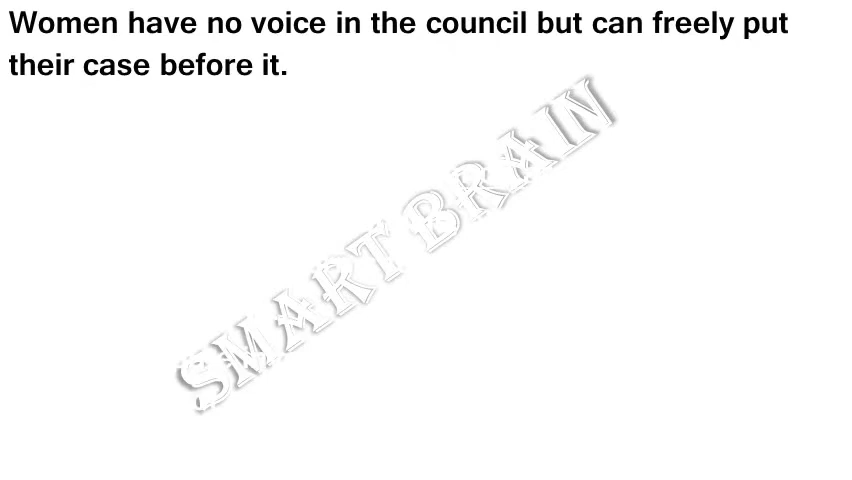 Women have no voice in the council but can freely put
their case before it.
SMART BRAIN